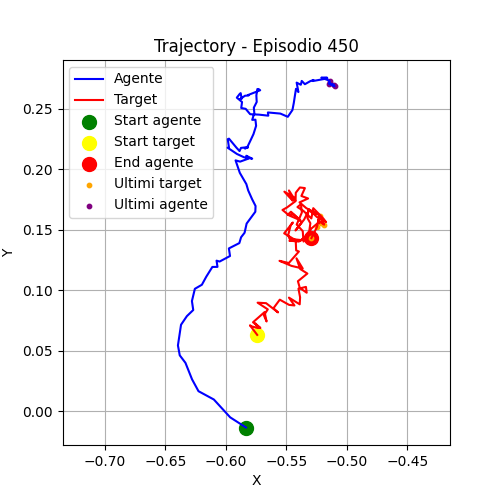 Trajectory - Episodio 450
Agente
Target
Start agente
Start target
End agente
Ultimi target
Ultimi agente
Y
0.25
0.20
0.15
0.10
0.05
0.00
−0.70 −0.65 −0.60 −0.55 −0.50 −0.45
X